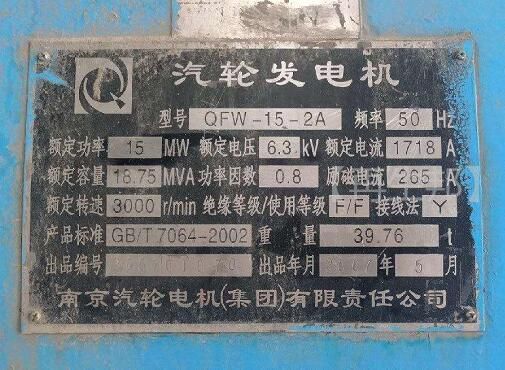 汽轮发电机
型号 QFW-15-2A 频率 50 Hz
额定功率 15 MW 额定电压 6.3 kV 额定电流 1718 A
额定容量 18.75 MVA 功率因数 0.8 励磁电流 265 A
额定转速 3000 r/min 绝缘等级/使用等级 F/F 接线法 Y
产品标准 GB/T 7064-2002 重量 39.76 t
出品编号 出品年月 年 5 月
南京汽轮电机(集团)有限责任公司